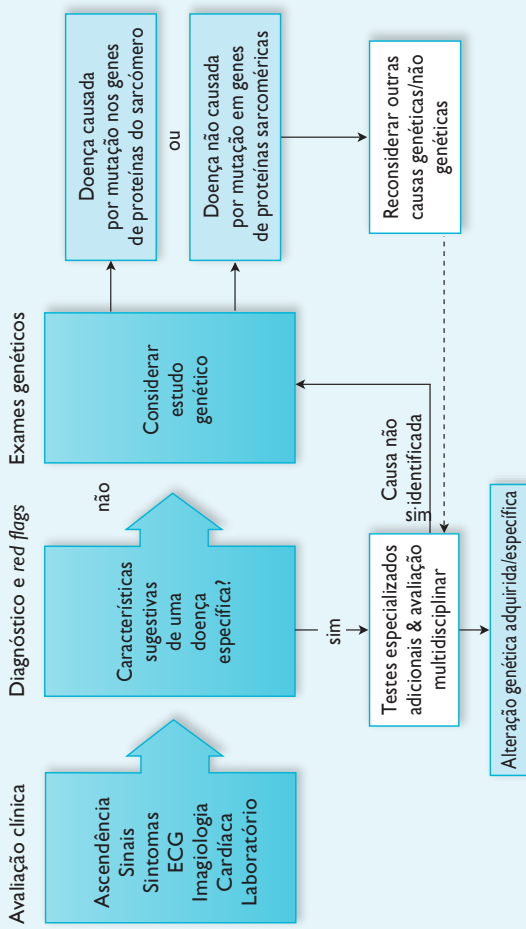 Avaliação clínica
Diagnóstico e red flags
Exames genéticos
Ascendência
Sinais
Sintomas
ECG
Imagiologia
Cardíaca
Laboratório
Características
sugestivas
de uma
doença
específica?
não
sim
Considerar
estudo
genético
Doença causada
por mutação nos genes
de proteínas do sarcómero
ou
Doença não causada
por mutação em genes
de proteínas sarcoméricas
Reconsiderar outras
causas genéticas/não
genéticas
Causa não
identificada
sim
Testes especializados
adicionais & avaliação
multidisciplinar
Alteração genética adquirida/específica